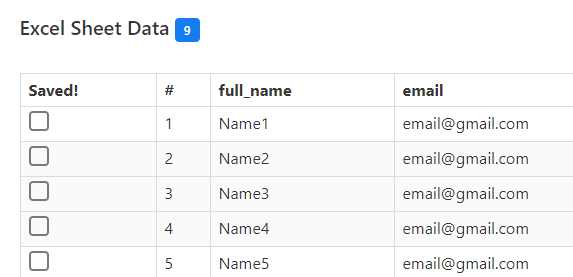 Excel Sheet Data 9
Saved! # full_name email
1 Name1 email@gmail.com
2 Name2 email@gmail.com
3 Name3 email@gmail.com
4 Name4 email@gmail.com
5 Name5 email@gmail.com